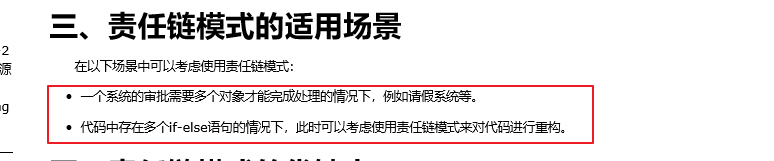 三、责任链模式的适用场景
2
源
在以下场景中可以考虑使用责任链模式：
• 一个系统的审批需要多个对象才能完成处理的情况下，例如请假系统等。
ng
• 代码中存在多个if-else语句的情况下，此时可以考虑使用责任链模式来对代码进行重构。